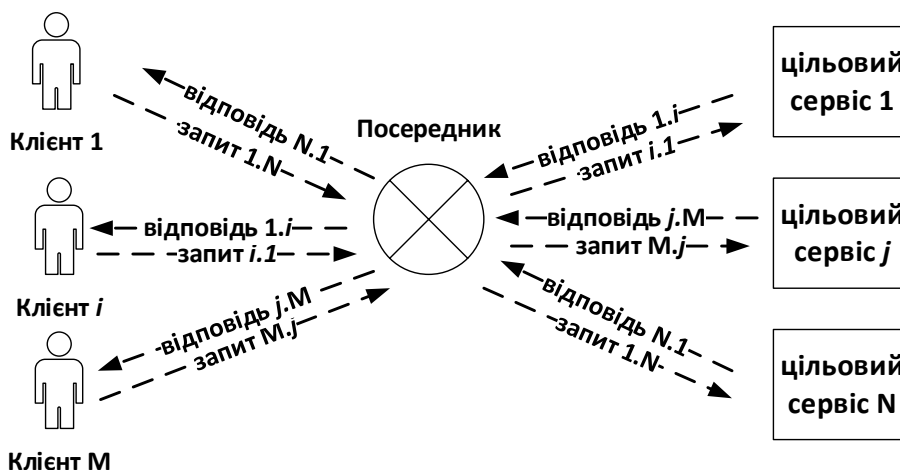 Клієнт 1
відповідь N.1
запит 1.N
Клієнт i
відповідь 1.i
запит i.1
Клієнт M
відповідь j.M
запит M.j
Посередник
відповідь 1.i
запит i.1
цільовий
сервіс 1
відповідь j.M
запит M.j
цільовий
сервіс j
відповідь N.1
запит 1.N
цільовий
сервіс N